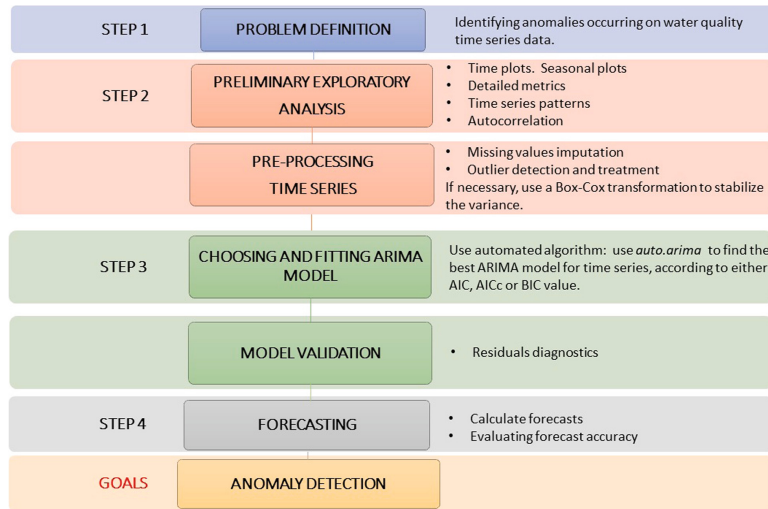 STEP 1
PROBLEM DEFINITION
Identifying anomalies occurring on water quality
time series data.
STEP 2
PRELIMINARY EXPLORATORY
ANALYSIS
• Time plots. Seasonal plots
• Detailed metrics
• Time series patterns
• Autocorrelation
PRE-PROCESSING
TIME SERIES
• Missing values imputation
• Outlier detection and treatment
If necessary, use a Box-Cox transformation to stabilize
the variance.
STEP 3
CHOOSING AND FITTING ARIMA
MODEL
Use automated algorithm: use auto.arima to find the
best ARIMA model for time series, according to either
AIC, AICc or BIC value.
MODEL VALIDATION
• Residuals diagnostics
STEP 4
FORECASTING
• Calculate forecasts
• Evaluating forecast accuracy
GOALS
ANOMALY DETECTION